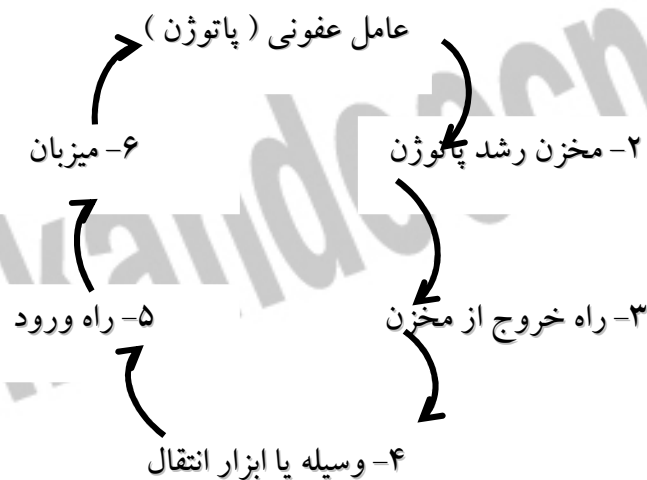 عامل عفونی ( پاتوژن )
۲- مخزن رشد پاتوژن
۳- راه خروج از مخزن
۴- وسیله یا ابزار انتقال
۵- راه ورود
۶- میزبان